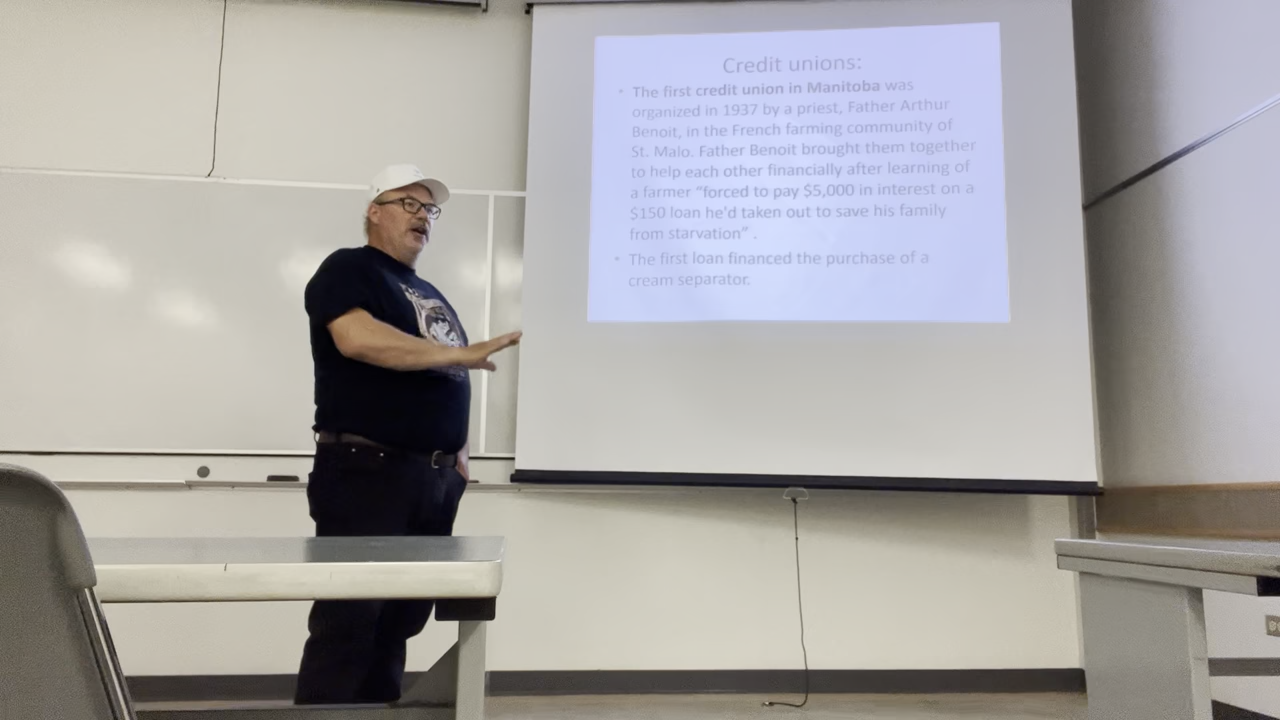 Credit unions:
• The first credit union in Manitoba was
organized in 1937 by a priest, Father Arthur
Benoit, in the French farming community of
St. Malo. Father Benoit brought them together
to help each other financially after learning of
a farmer “forced to pay $5,000 in interest on a
$150 loan he’d taken out to save his family
from starvation” .
• The first loan financed the purchase of a
cream separator.